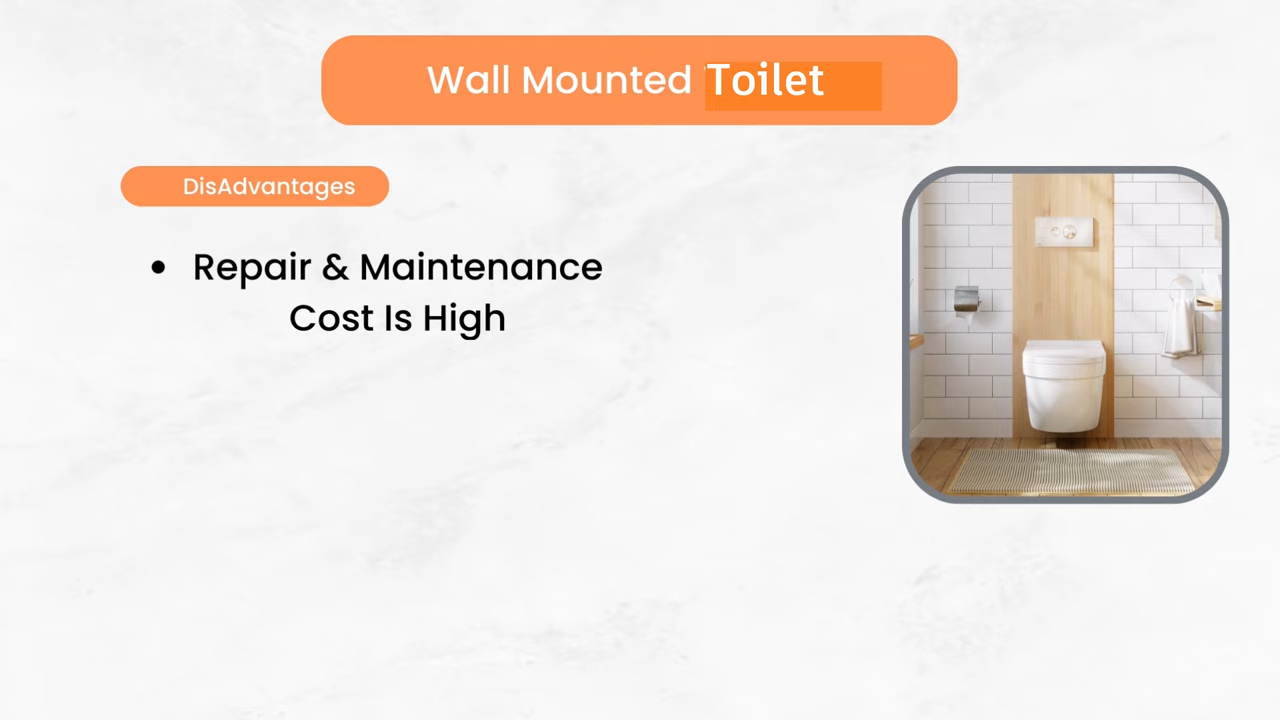 Wall Mounted Toilet
DisAdvantages
• Repair & Maintenance
Cost Is High